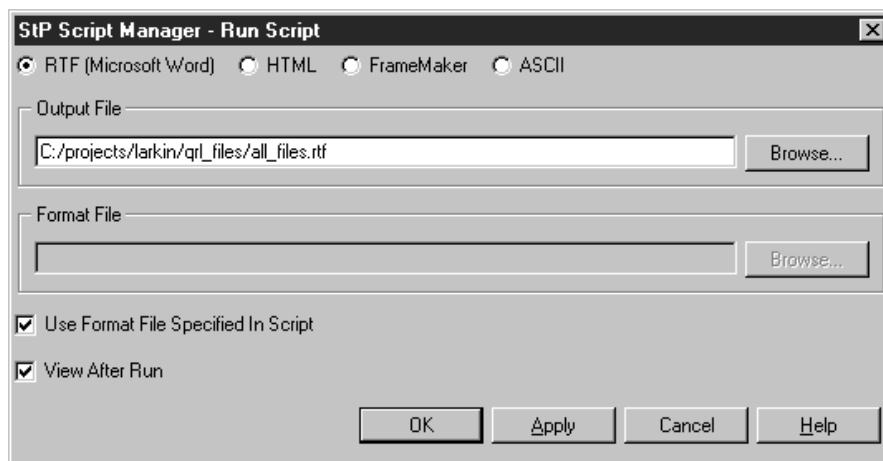 StP Script Manager - Run Script
RTF (Microsoft Word) HTML FrameMaker ASCII
Output File
C:/projects/larkin/qrl_files/all_files.rtf Browse...
Format File
Browse...
Use Format File Specified In Script
View After Run
OK Apply Cancel Help